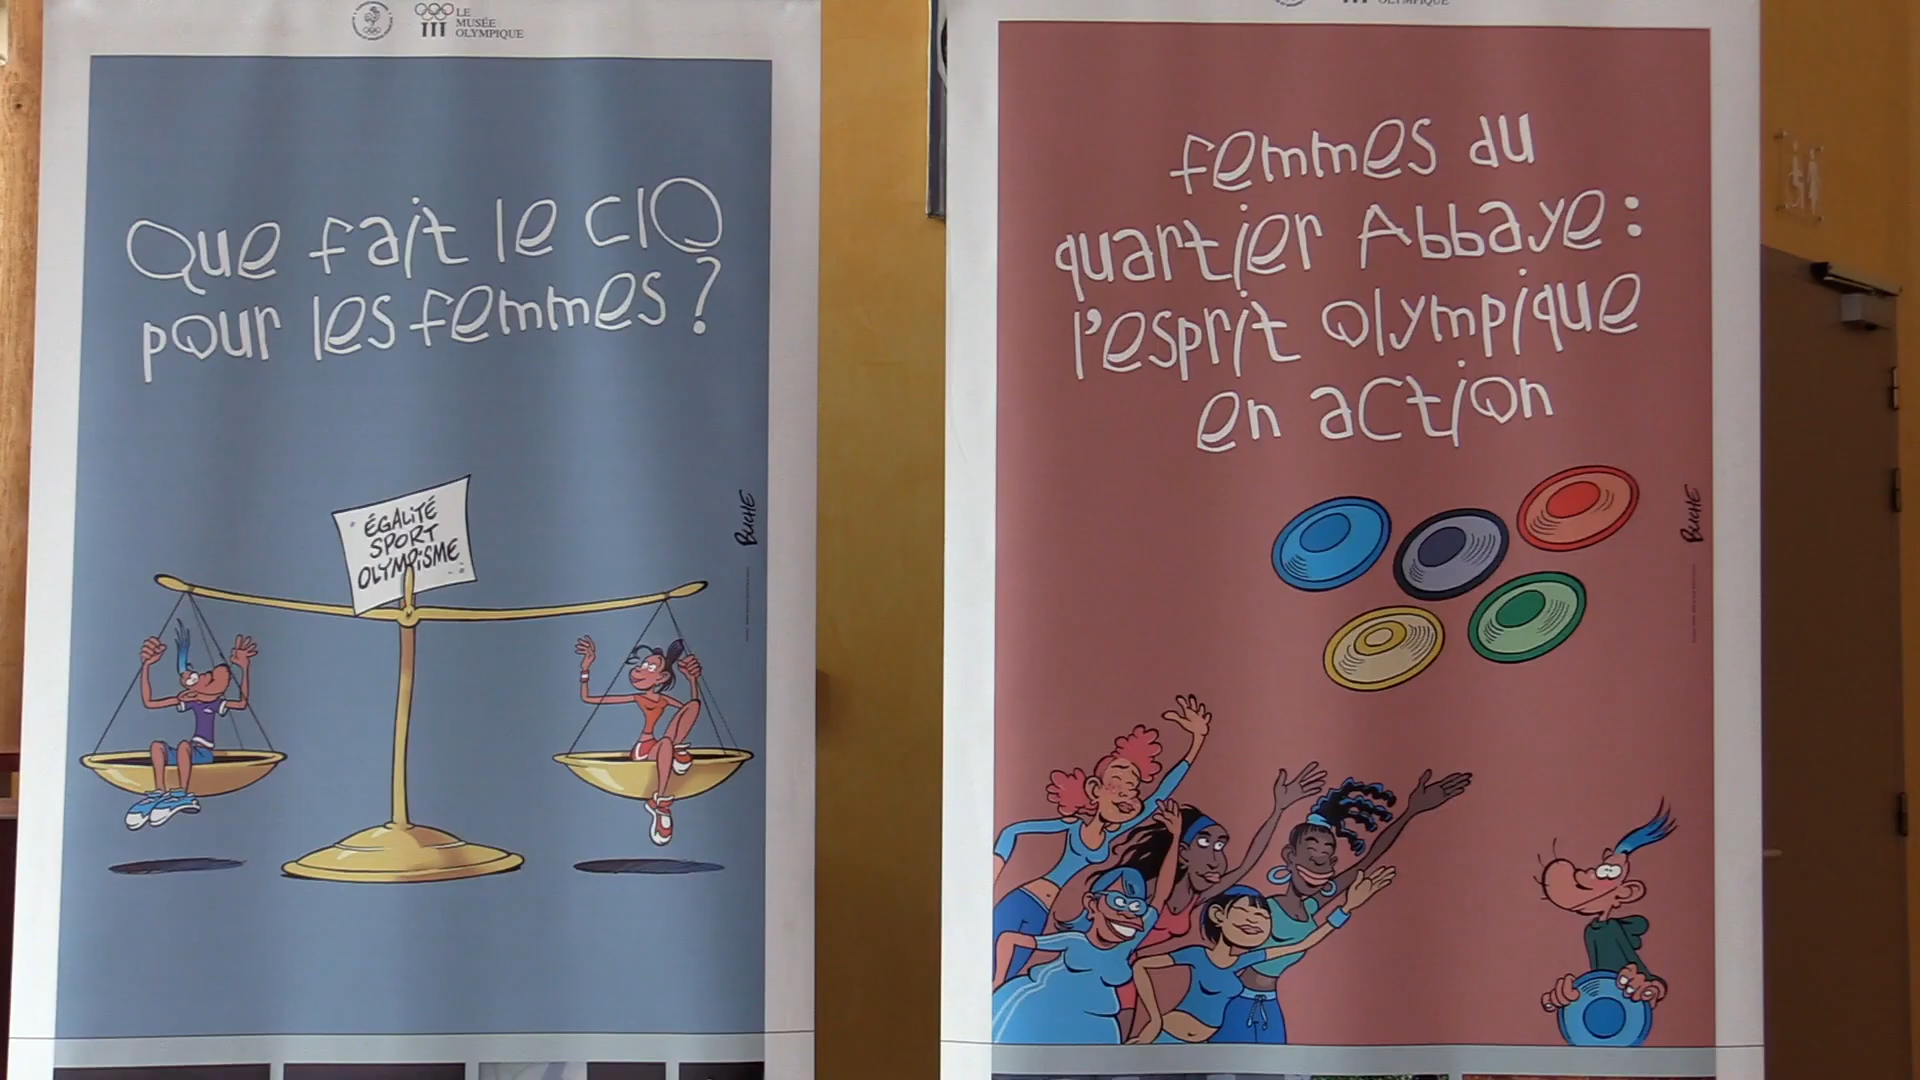 LE
MUSÉE
OLYMPIQUE
Que fait le CIO
pour les femmes ?
ÉGALITÉ
SPORT
OLYMPISME
BUCHE
OLYMPIQUE
femmes du
quartier Abbaye :
l'esprit olympique
en action
BUCHE